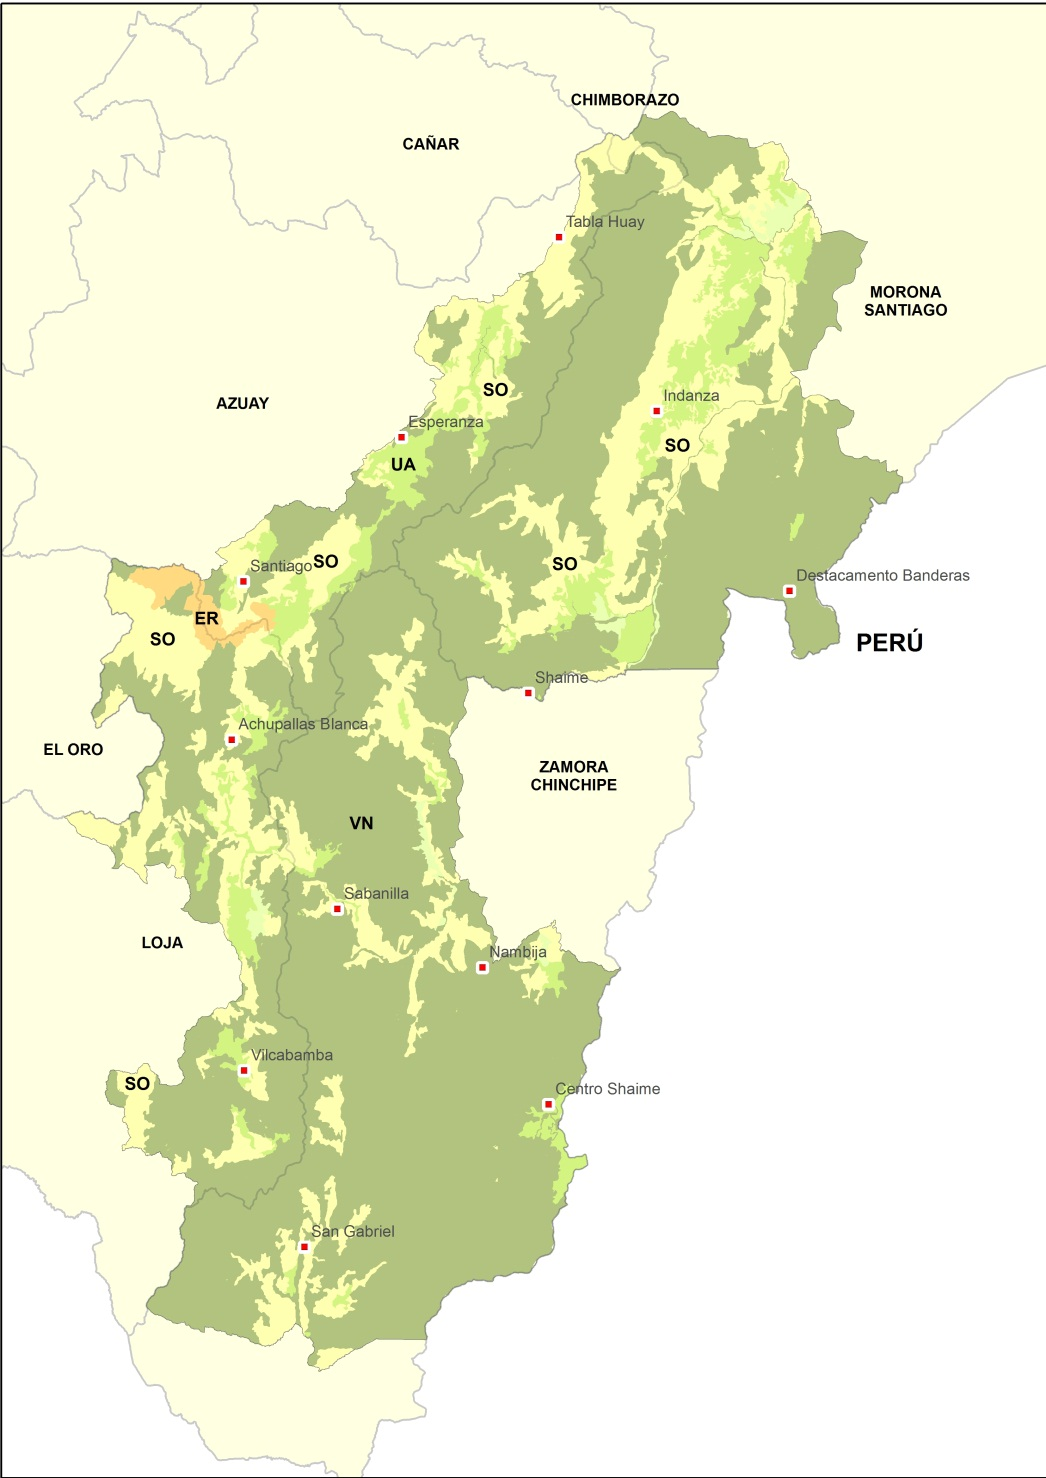 CHIMBORAZO
CAÑAR
Tabla Huay
MORONA
SANTIAGO
SO
AZUAY
Indanza
Esperanza
SO
UA
SO
SO
Santiago
Destacamento Banderas
ER
SO
PERÚ
Shaime
Achupallas Blanca
EL ORO
ZAMORA
CHINCHIPE
VN
Sabanilla
LOJA
Nambija
Vilcabamba
SO
Centro Shaime
San Gabriel